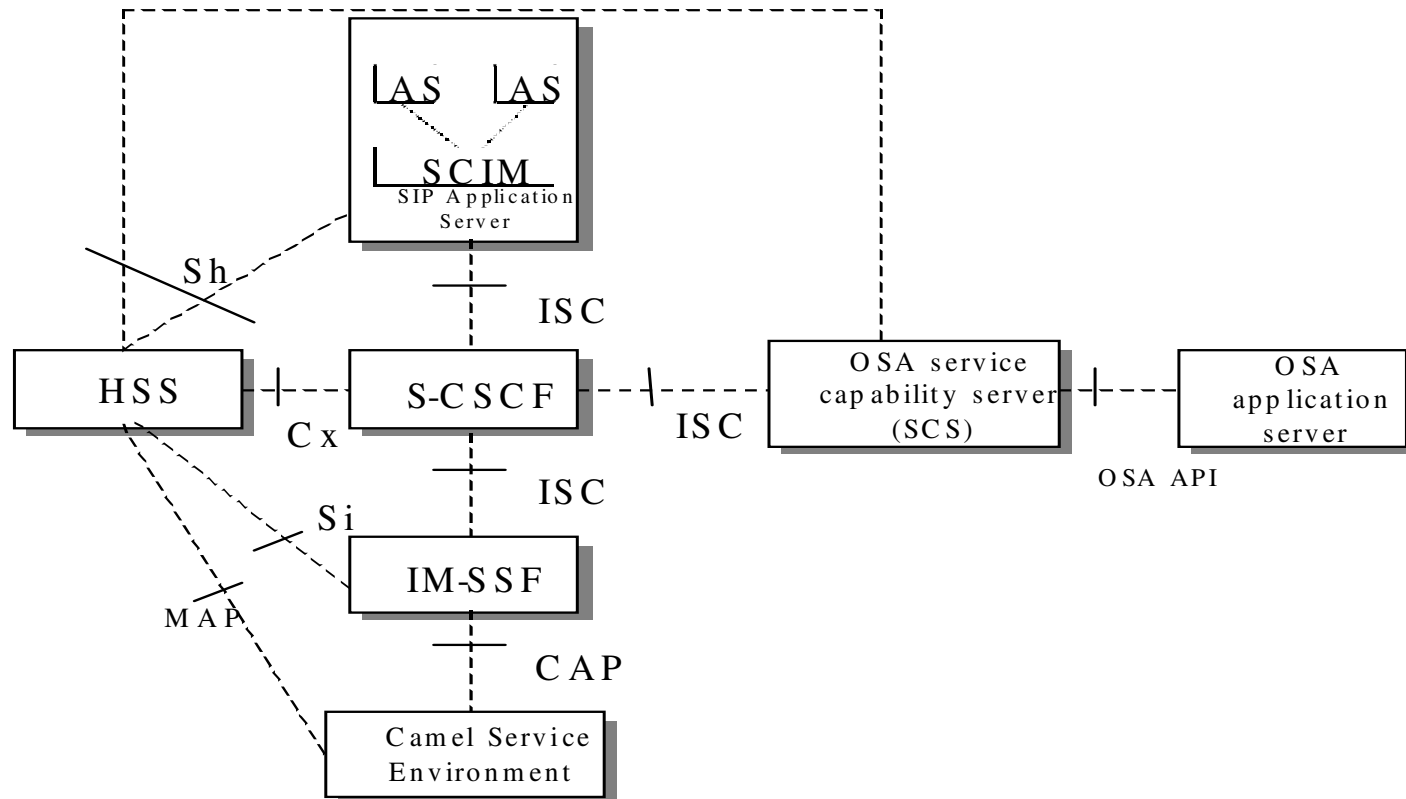 AS AS
SCIM
SIP Application
Server
Sh
ISC
HSS
Cx
S-CSCF
ISC
OSA service
capability server
(SCS)
OSA API
OSA
application
server
ISC
Si
IM-SSF
MAP
CAP
Camel Service
Environment